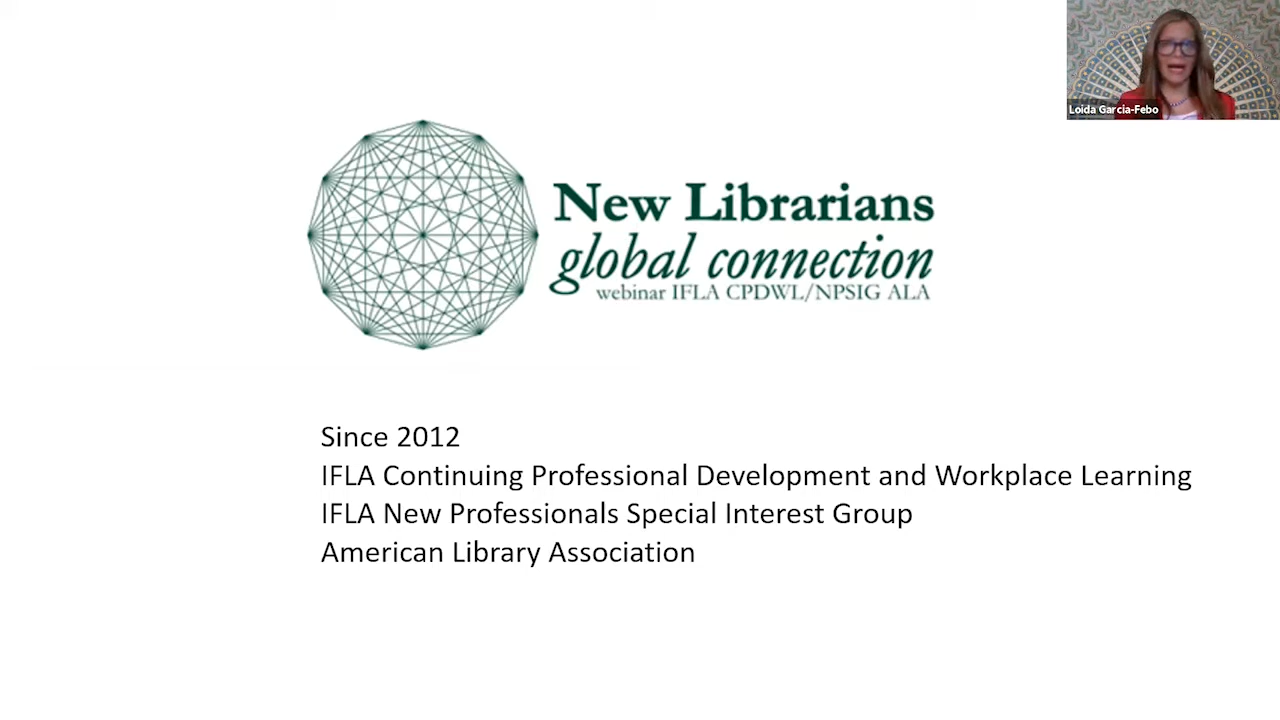 Loida Garcia-Febo
New Librarians
global connection
webinar IFLA CPDWL/NPSIG ALA
Since 2012
IFLA Continuing Professional Development and Workplace Learning
IFLA New Professionals Special Interest Group
American Library Association